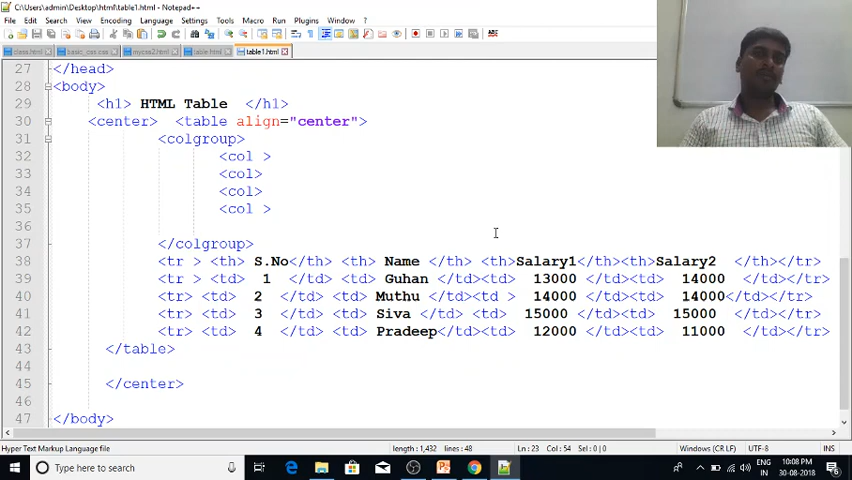 C:\Users\admin\Desktop\html\table1.html - Notepad++
File Edit Search View Encoding Language Settings Tools Macro Run Plugins Window ?
class.html basic_css.css mycss2.html table.html table1.html
27 </head>
28 <body>
29 <h1> HTML Table </h1>
30 <center> <table align="center">
31 <colgroup>
32 <col >
33 <col>
34 <col>
35 <col >
36
37 </colgroup>
38 <tr > <th> S.No</th> <th> Name </th> <th>Salary1</th><th>Salary2 </th></tr>
39 <tr > <td> 1 </td> <td> Guhan </td><td> 13000 </td><td> 14000 </td></tr>
40 <tr> <td> 2 </td> <td> Muthu </td><td > 14000 </td><td> 14000</td></tr>
41 <tr> <td> 3 </td> <td> Siva </td> <td> 15000 </td><td> 15000 </td></tr>
42 <tr> <td> 4 </td> <td> Pradeep</td><td> 12000 </td><td> 11000 </td></tr>
43 </table>
44
45 </center>
46
47 </body>
Hyper Text Markup Language file length : 1,432 lines : 48 Ln : 23 Col : 54 Sel : 0 | 0 Windows (CR LF) UTF-8 INS
Type here to search ENG 10:08 PM
IN 30-08-2018